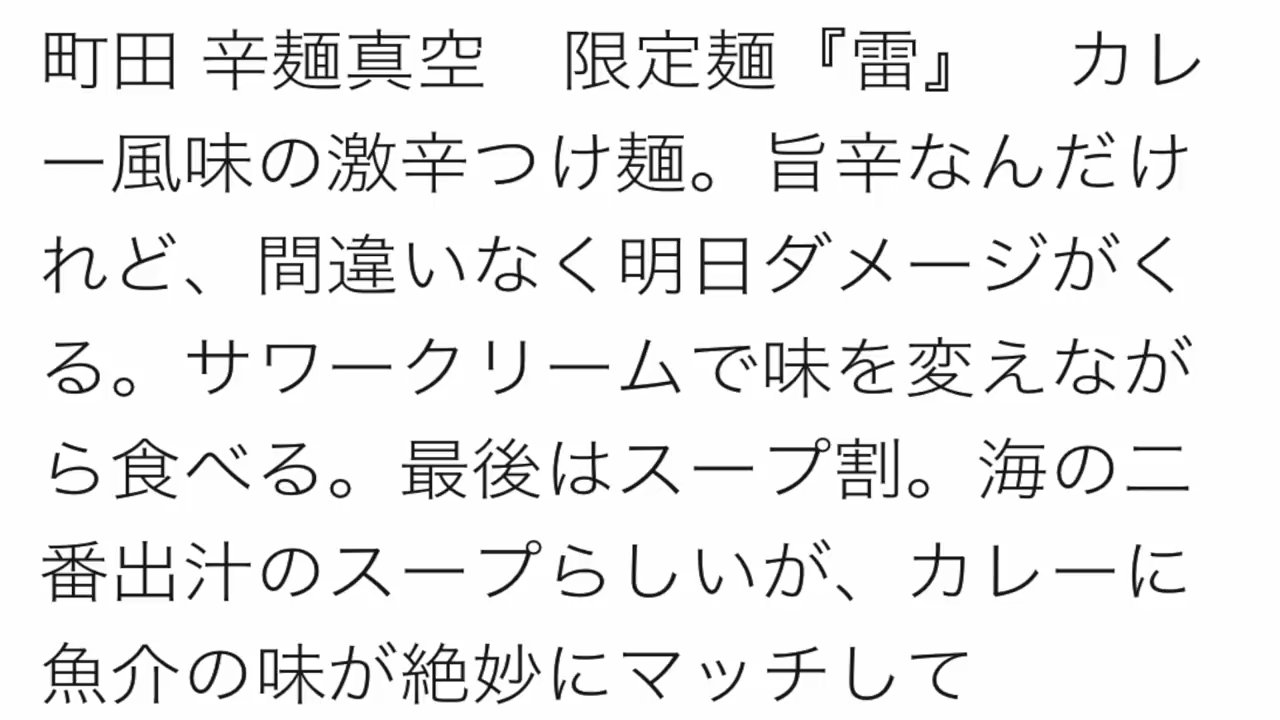 町田 辛麺真空　限定麺『雷』　カレ
ー風味の激辛つけ麺。旨辛なんだけ
れど、間違いなく明日ダメージがく
る。サワークリームで味を変えなが
ら食べる。最後はスープ割。海の二
番出汁のスープらしいが、カレーに
魚介の味が絶妙にマッチして